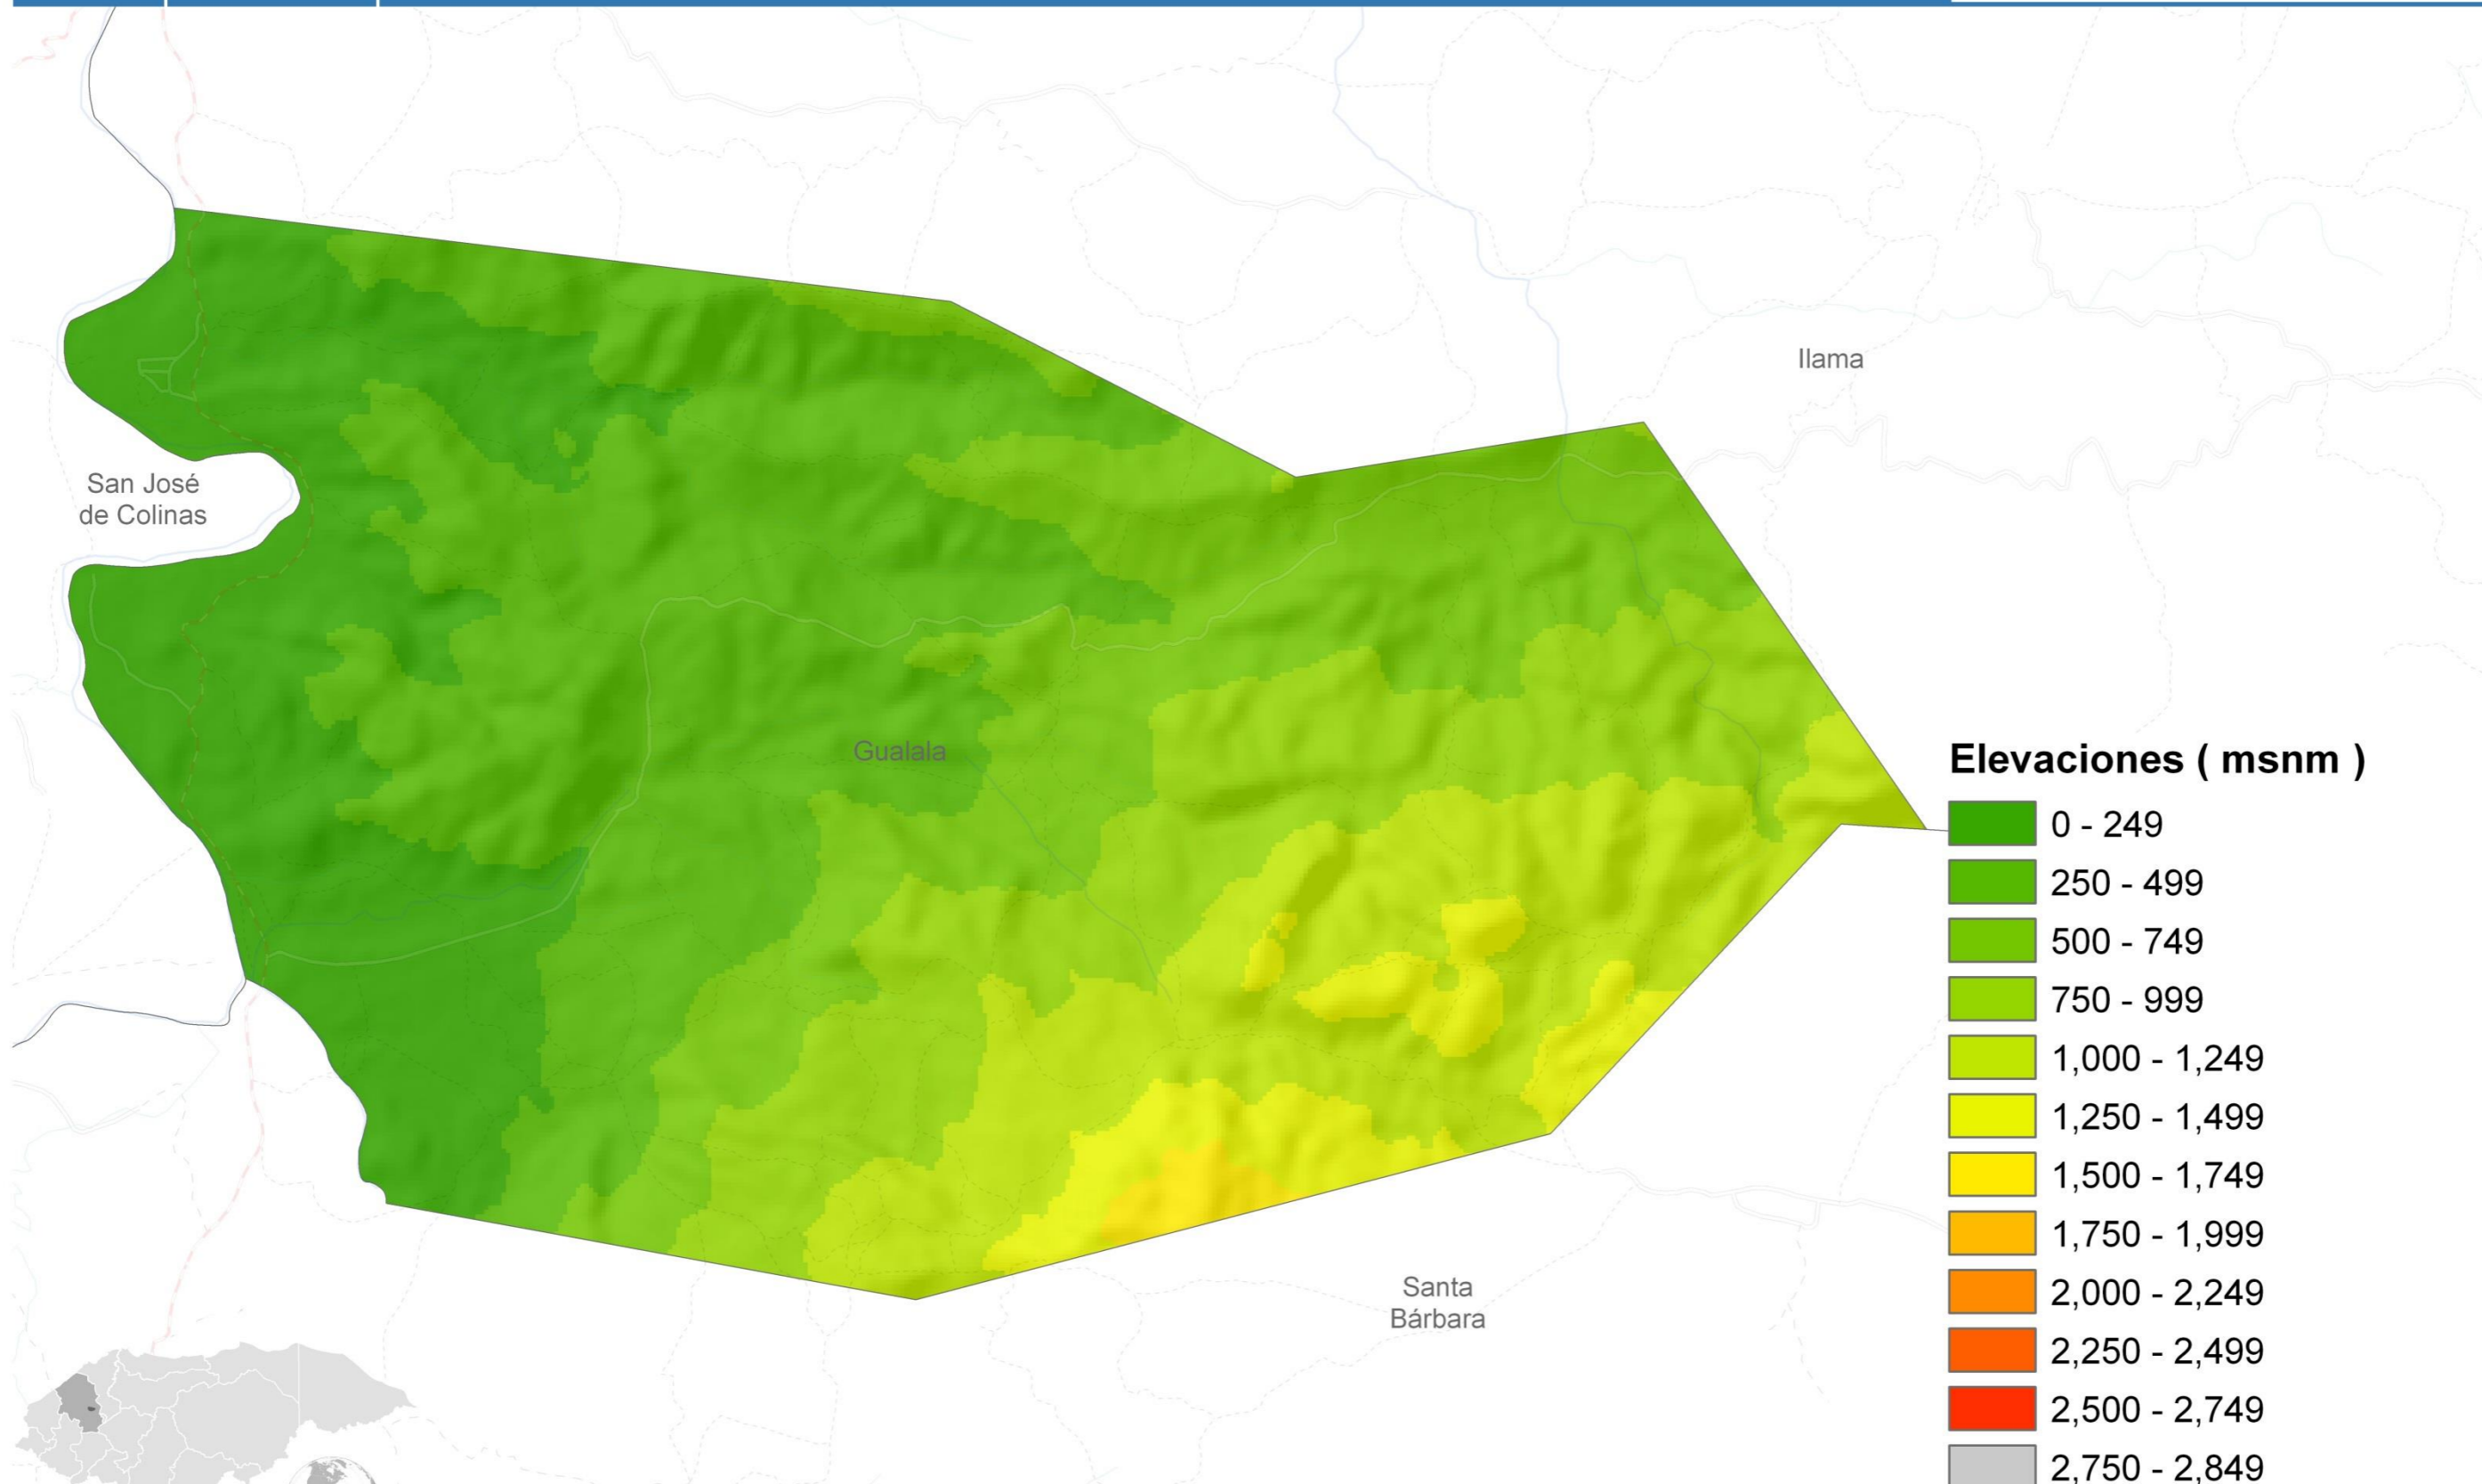 Ilama
San José
de Colinas
Gualala
Santa
Bárbara
Elevaciones ( msnm )
0 - 249
250 - 499
500 - 749
750 - 999
1,000 - 1,249
1,250 - 1,499
1,500 - 1,749
1,750 - 1,999
2,000 - 2,249
2,250 - 2,499
2,500 - 2,749
2,750 - 2,849